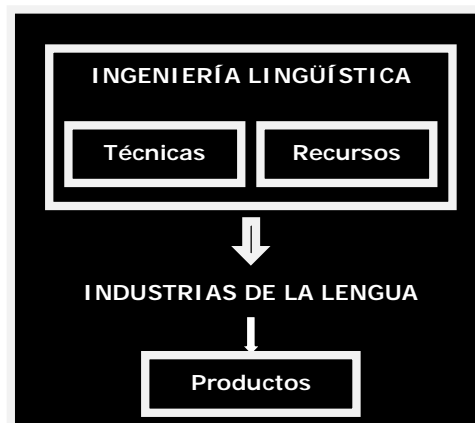 INGENIERÍA LINGÜÍSTICA
Técnicas Recursos
INDUSTRIAS DE LA LENGUA
Productos